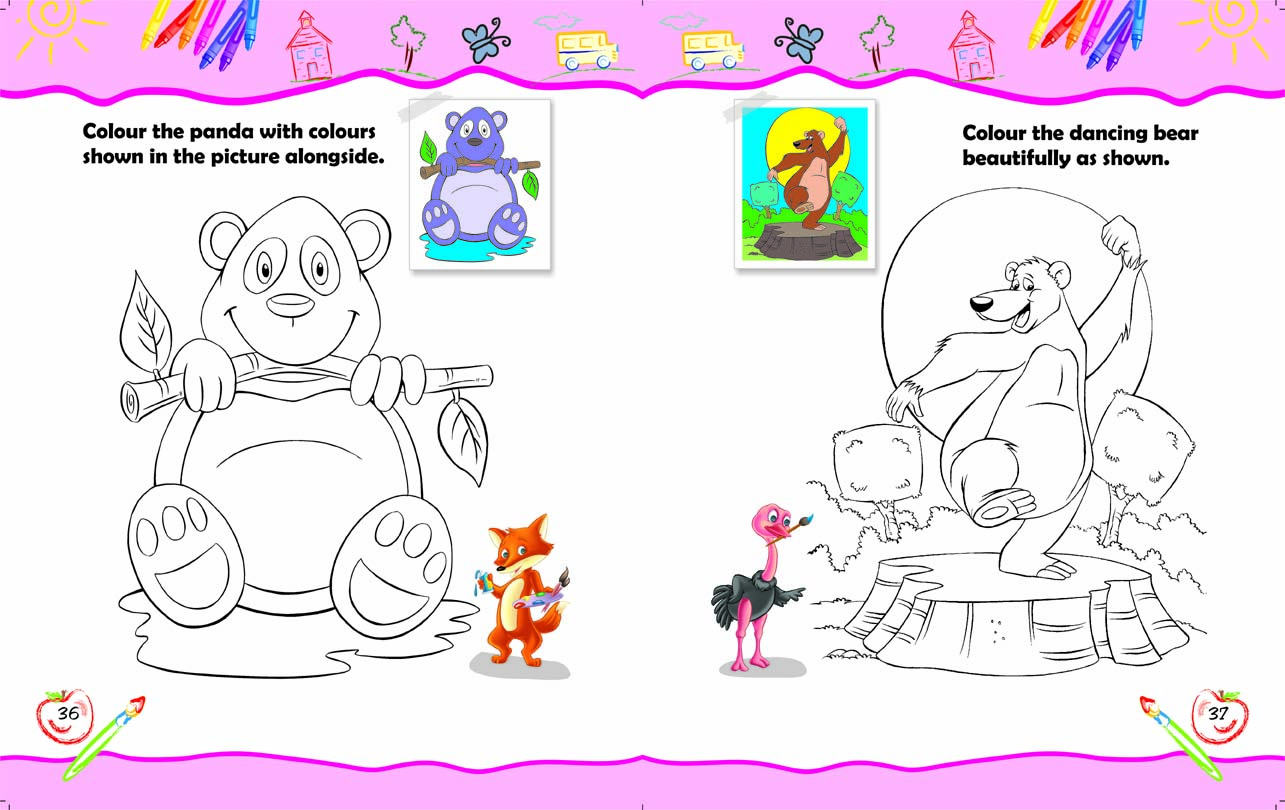 Colour the panda with colours
shown in the picture alongside.
Colour the dancing bear
beautifully as shown.
36
37